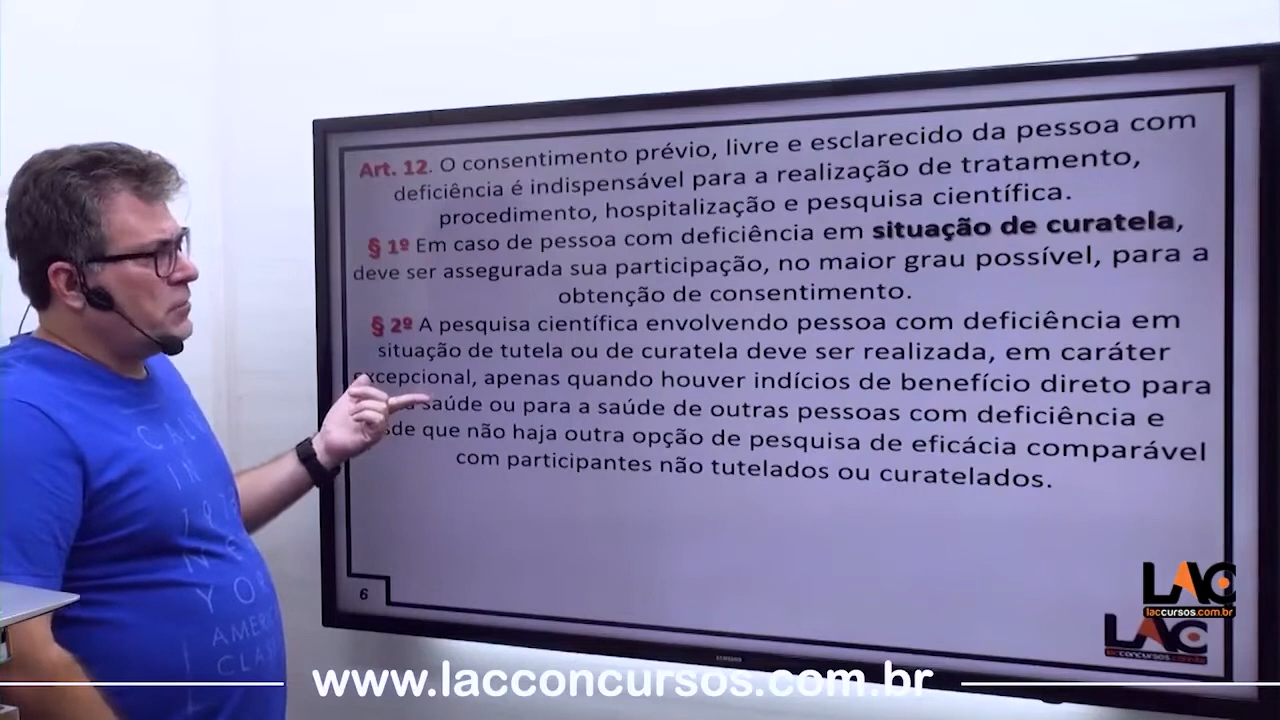 Art. 12. O consentimento prévio, livre e esclarecido da pessoa com
deficiência é indispensável para a realização de tratamento,
procedimento, hospitalização e pesquisa científica.
§ 1º Em caso de pessoa com deficiência em situação de curatela,
deve ser assegurada sua participação, no maior grau possível, para a
obtenção de consentimento.
§ 2º A pesquisa científica envolvendo pessoa com deficiência em
situação de tutela ou de curatela deve ser realizada, em caráter
excepcional, apenas quando houver indícios de benefício direto para
saúde ou para a saúde de outras pessoas com deficiência e
que não haja outra opção de pesquisa de eficácia comparável
com participantes não tutelados ou curatelados.
6
LAC
laccursos.com.br
LAC
lacconcursos.com.br
SAMSUNG
www.lacconcursos.com.br